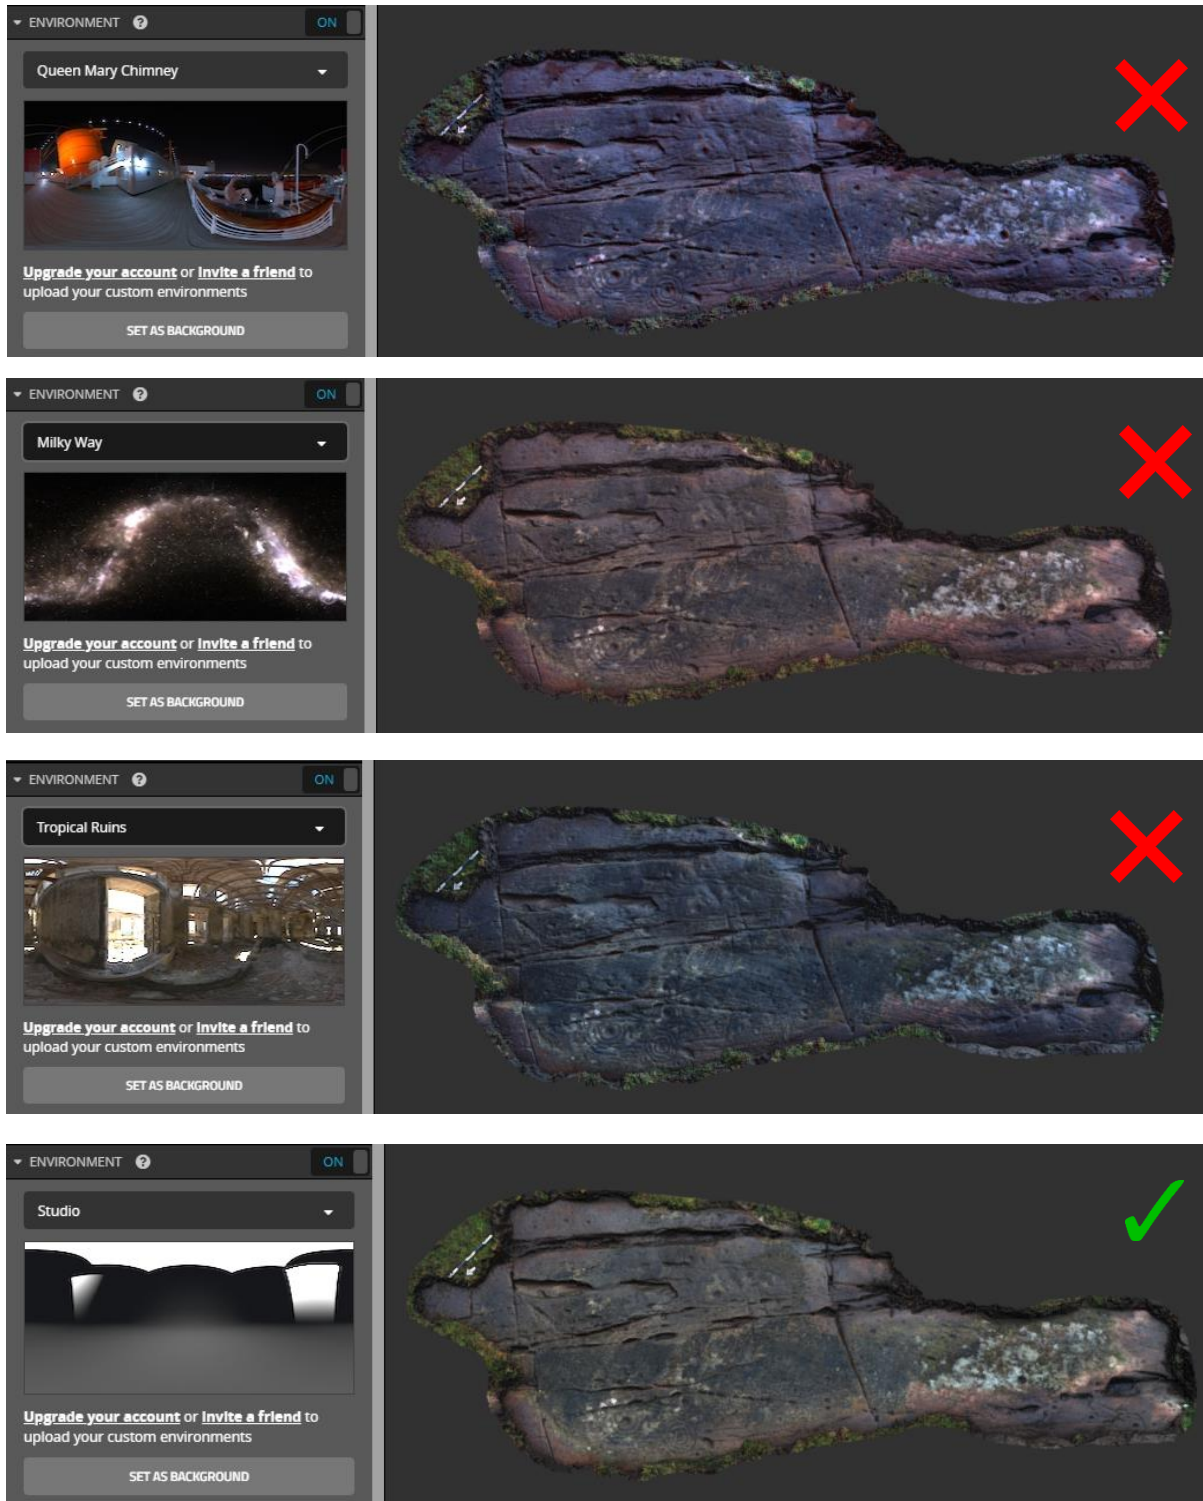 ENVIRONMENT ? ON
Queen Mary Chimney
Upgrade your account or Invite a friend to
upload your custom environments
SET AS BACKGROUND
ENVIRONMENT ? ON
Milky Way
Upgrade your account or Invite a friend to
upload your custom environments
SET AS BACKGROUND
ENVIRONMENT ? ON
Tropical Ruins
Upgrade your account or Invite a friend to
upload your custom environments
SET AS BACKGROUND
ENVIRONMENT ? ON
Studio
Upgrade your account or Invite a friend to
upload your custom environments
SET AS BACKGROUND